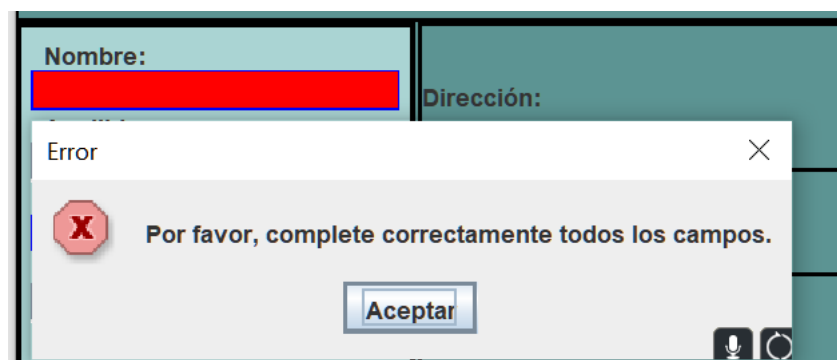 Nombre:
Dirección:
Error
Por favor, complete correctamente todos los campos.
Aceptar